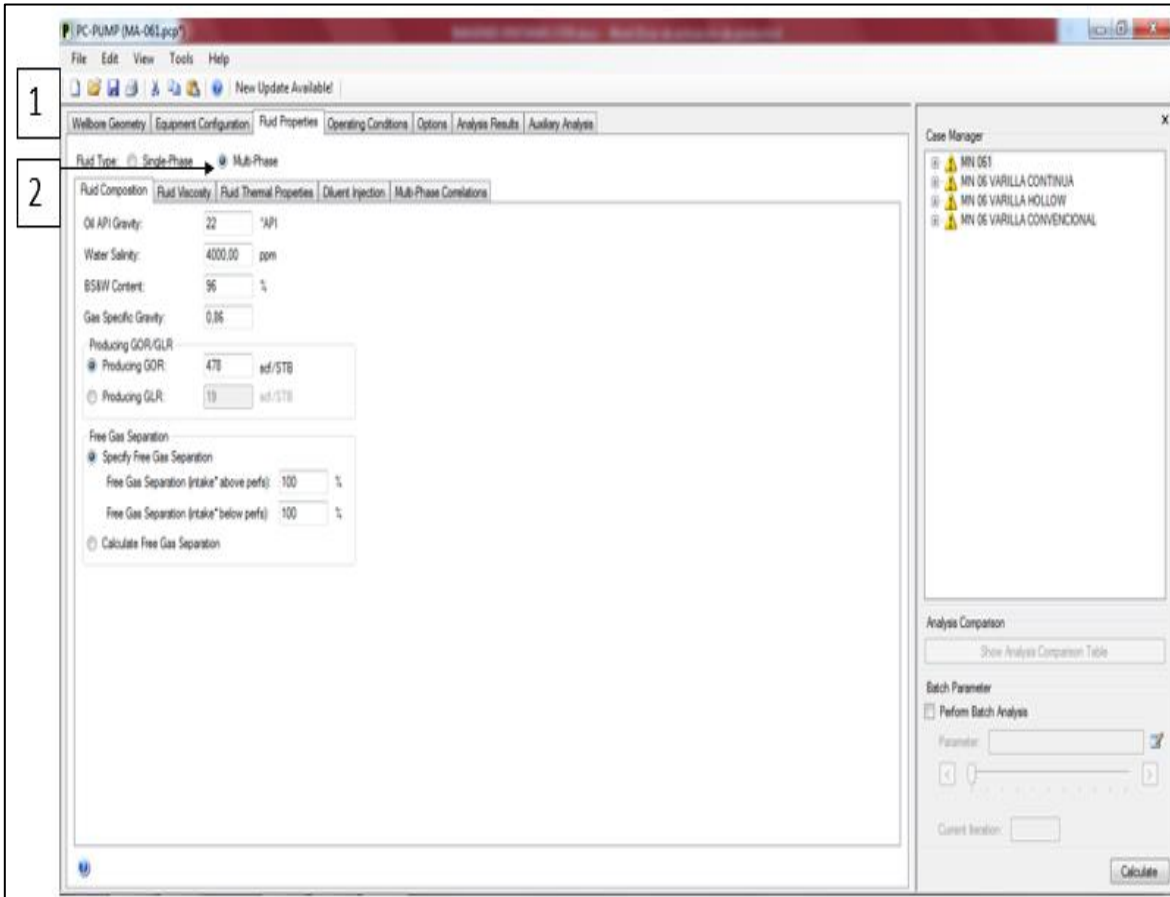 PC-PUMP (MA-061.pcp*)
File Edit View Tools Help
New Update Available!
1
Wellbore Geometry Equipment Configuration Fluid Properties Operating Conditions Options Analysis Results Auxiliary Analysis
2
Fluid Type: Single-Phase Multi-Phase
Fluid Composition Fluid Viscosity Fluid Thermal Properties Diluent Injection Multi-Phase Correlations
Oil API Gravity: 22 °API
Water Salinity: 4000,00 ppm
BS&W Content: 96 %
Gas Specific Gravity: 0,86
Producing GOR/GLR
Producing GOR: 478 scf/STB
Producing GLR: 19 scf/STB
Free Gas Separation
Specify Free Gas Separation
Free Gas Separation (intake* above perfs): 100 %
Free Gas Separation (intake* below perfs): 100 %
Calculate Free Gas Separation
x
Case Manager
MN 061
MN 06 VARILLA CONTINUA
MN 06 VARILLA HOLLOW
MN 06 VARILLA CONVENCIONAL
Analysis Comparison
Show Analysis Comparison Table
Batch Parameter
Perform Batch Analysis
Parameter:
< >
Current Iteration:
Calculate